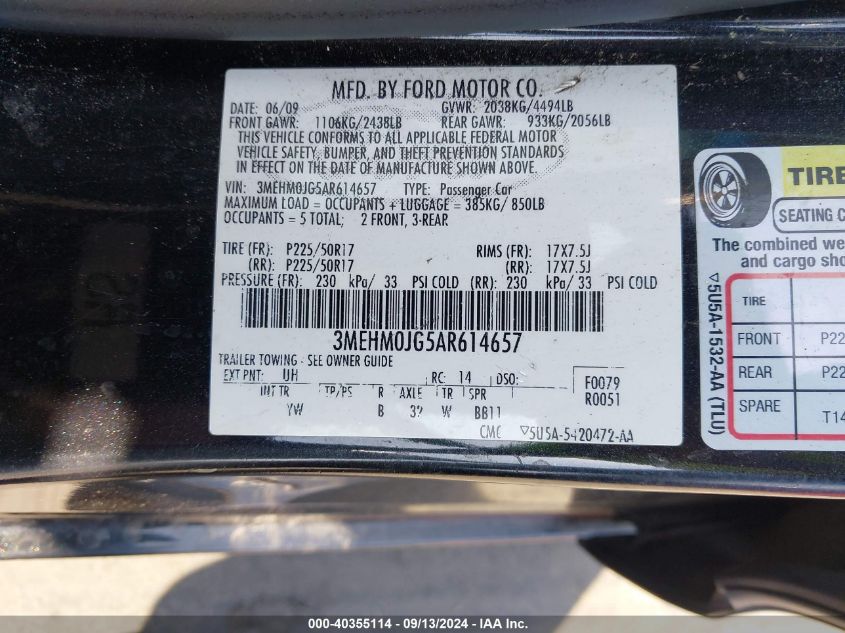 MFD. BY FORD MOTOR CO.
DATE: 06/09 GVWR: 2038KG/4494LB
FRONT GAWR: 1106KG/2438LB REAR GAWR: 933KG/2056LB
THIS VEHICLE CONFORMS TO ALL APPLICABLE FEDERAL MOTOR
VEHICLE SAFETY, BUMPER, AND THEFT PREVENTION STANDARDS
IN EFFECT ON THE DATE OF MANUFACTURE SHOWN ABOVE.
VIN: 3MEHM0JG5AR614657 TYPE: Passenger Car
MAXIMUM LOAD = OCCUPANTS + LUGGAGE = 385KG/ 850LB
OCCUPANTS = 5 TOTAL; 2 FRONT, 3-REAR
TIRE (FR): P225/50R17 RIMS (FR): 17X7.5J
(RR): P225/50R17 (RR): 17X7.5J
PRESSURE (FR): 230 kPa/ 33 PSI COLD (RR): 230 kPa/ 33 PSI COLD
3MEHM0JG5AR614657
TRAILER TOWING - SEE OWNER GUIDE
EXT PNT: UH RC: 14 DSO: F0079
R0051
INT TR TP/PS R AXLE TR SPR
YW B 32 W BB11
CMC ▽5U5A-5420472-AA
TIRE
SEATING C
The combined we
and cargo sho
TIRE
FRONT P22
REAR P22
SPARE T14
▽5U5A-1532-AA (TLU)
000-40355114 - 09/13/2024 - IAA, Inc.